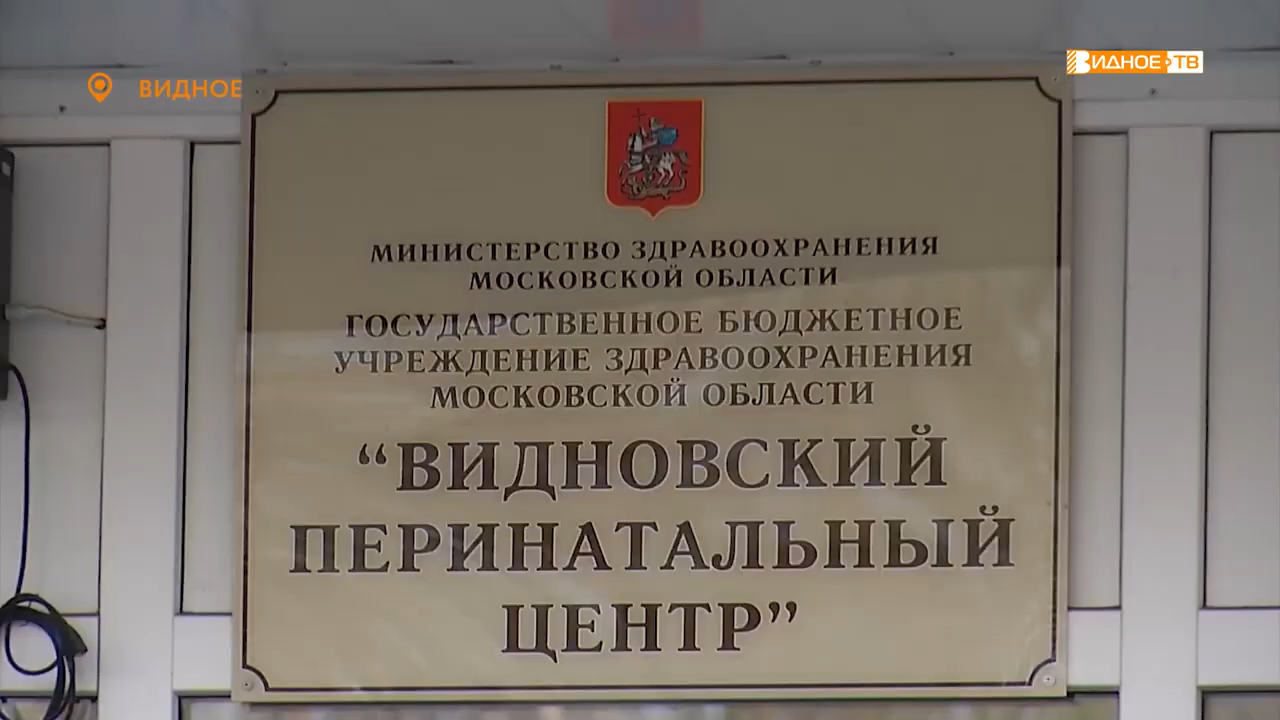 ВИДНОЕ
ВИДНОЕ ТВ
МИНИСТЕРСТВО ЗДРАВООХРАНЕНИЯ
МОСКОВСКОЙ ОБЛАСТИ
ГОСУДАРСТВЕННОЕ БЮДЖЕТНОЕ
УЧРЕЖДЕНИЕ ЗДРАВООХРАНЕНИЯ
МОСКОВСКОЙ ОБЛАСТИ
“ВИДНОВСКИЙ
ПЕРИНАТАЛЬНЫЙ
ЦЕНТР”